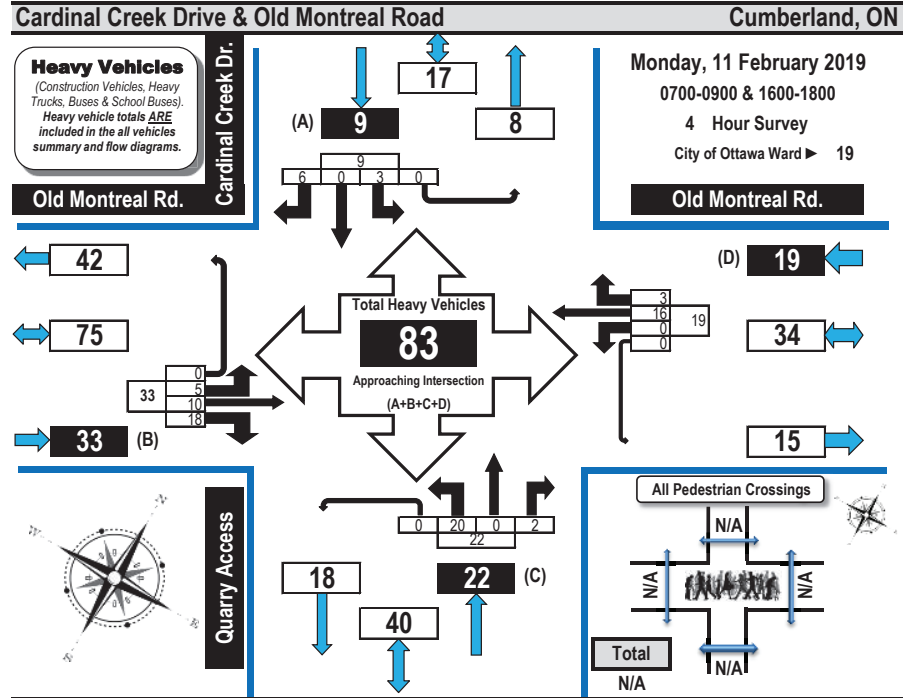 Cardinal Creek Drive & Old Montreal Road
Cumberland, ON
Heavy Vehicles
(Construction Vehicles, Heavy
Trucks, Buses & School Buses).
Heavy vehicle totals ARE
included in the all vehicles
summary and flow diagrams.
Cardinal Creek Dr.
Old Montreal Rd.
17
(A) 9
8
9
6 0 3 0
Monday, 11 February 2019
0700-0900 & 1600-1800
4 Hour Survey
City of Ottawa Ward ► 19
Old Montreal Rd.
42
75
33 (B)
0
5
10
18
33
Total Heavy Vehicles
83
Approaching Intersection
(A+B+C+D)
3
16
0
0
19
(D) 19
34
15
Quarry Access
N
W
E
S
0 20 0 2
22
18
40
22 (C)
All Pedestrian Crossings
N/A
N/A
N/A
N/A
Total
N/A